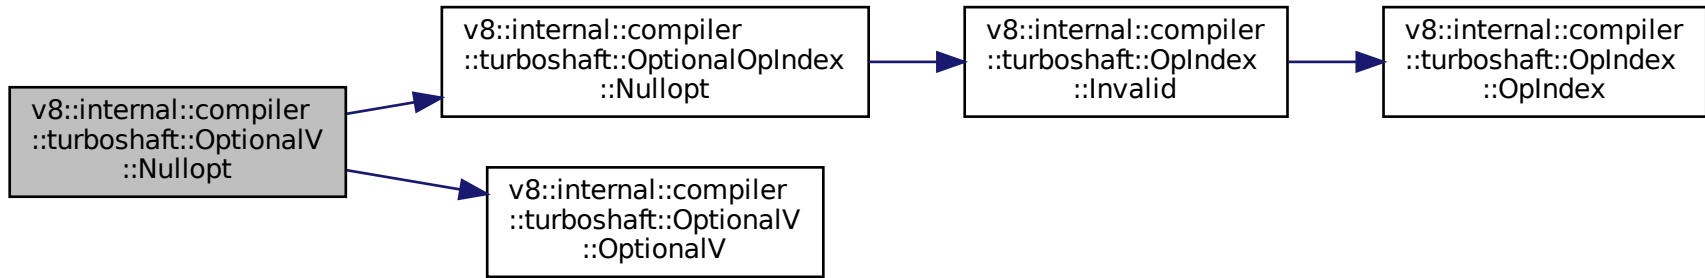 v8::internal::compiler
::turboshaft::OptionalV
::Nullopt
v8::internal::compiler
::turboshaft::OptionalOpIndex
::Nullopt
v8::internal::compiler
::turboshaft::OpIndex
::Invalid
v8::internal::compiler
::turboshaft::OpIndex
::OpIndex
v8::internal::compiler
::turboshaft::OptionalV
::OptionalV